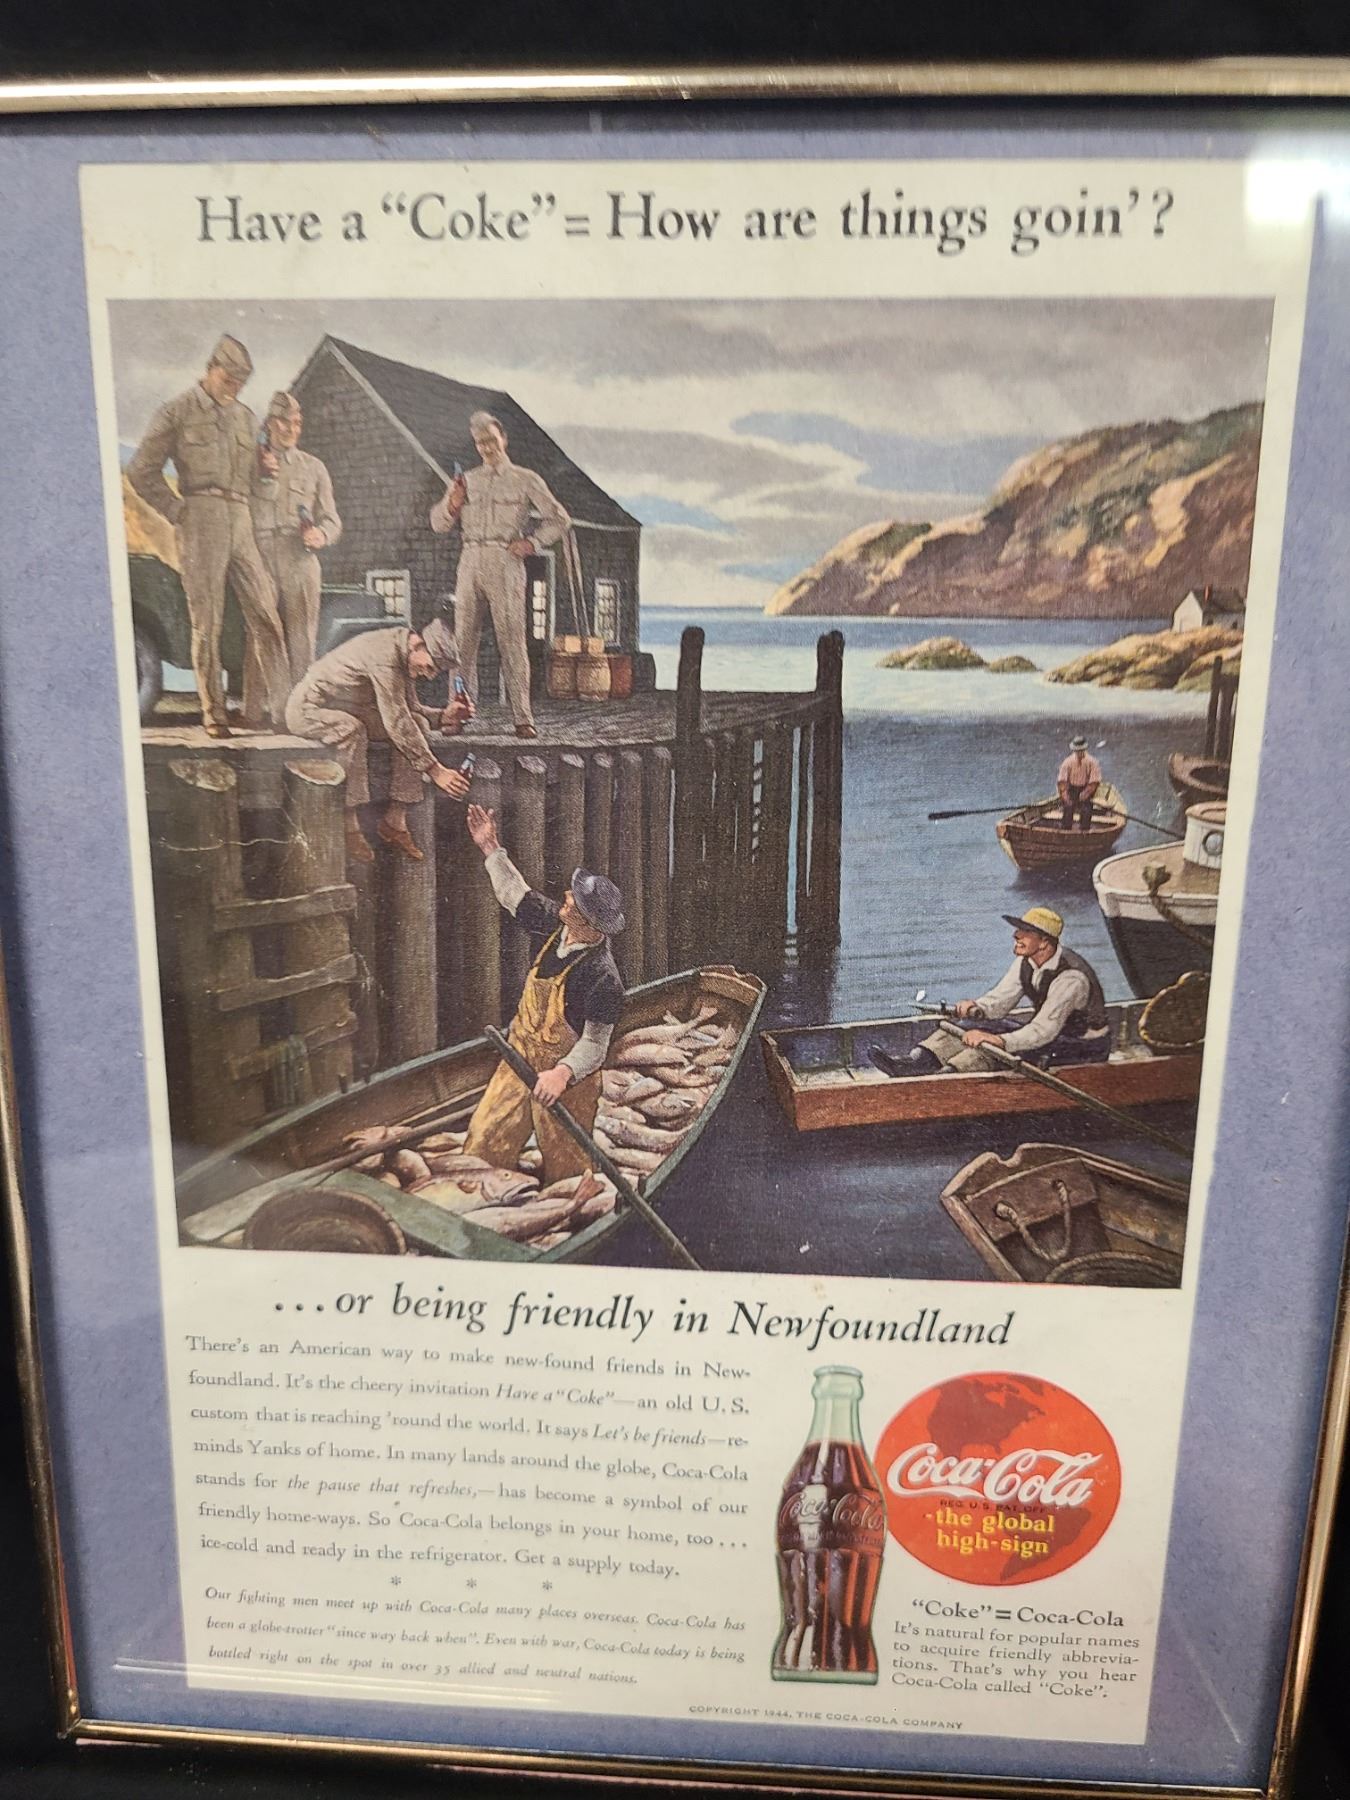 Have a “Coke” = How are things goin’?
...or being friendly in Newfoundland
There's an American way to make new-found friends in New-
foundland. It's the cheery invitation Have a “Coke”—an old U.S.
custom that is reaching 'round the world. It says Let's be friends—re-
minds Yanks of home. In many lands around the globe, Coca-Cola
stands for the pause that refreshes,—has become a symbol of our
friendly home-ways. So Coca-Cola belongs in your home, too...
ice-cold and ready in the refrigerator. Get a supply today.
* * *
Our fighting men meet up with Coca-Cola many places overseas. Coca-Cola has
been a globe-trotter “since way back when”. Even with war, Coca-Cola today is being
bottled right on the spot in over 35 allied and neutral nations.
Coca-Cola
Coca-Cola
REG. U.S. PAT. OFF.
-the global
high-sign
“Coke” = Coca-Cola
It's natural for popular names
to acquire friendly abbrevia-
tions. That's why you hear
Coca-Cola called “Coke”.
COPYRIGHT 1944, THE COCA-COLA COMPANY